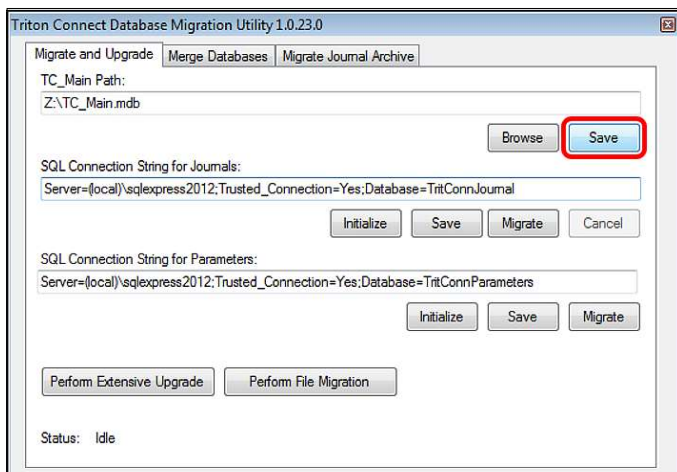 Triton Connect Database Migration Utility 1.0.23.0
Migrate and Upgrade Merge Databases Migrate Journal Archive
TC_Main Path:
Z:\TC_Main.mdb
Browse Save
SQL Connection String for Journals:
Server=(local)\sqlexpress2012;Trusted_Connection=Yes;Database=TritConnJournal
Initialize Save Migrate Cancel
SQL Connection String for Parameters:
Server=(local)\sqlexpress2012;Trusted_Connection=Yes;Database=TritConnParameters
Initialize Save Migrate
Perform Extensive Upgrade Perform File Migration
Status: Idle